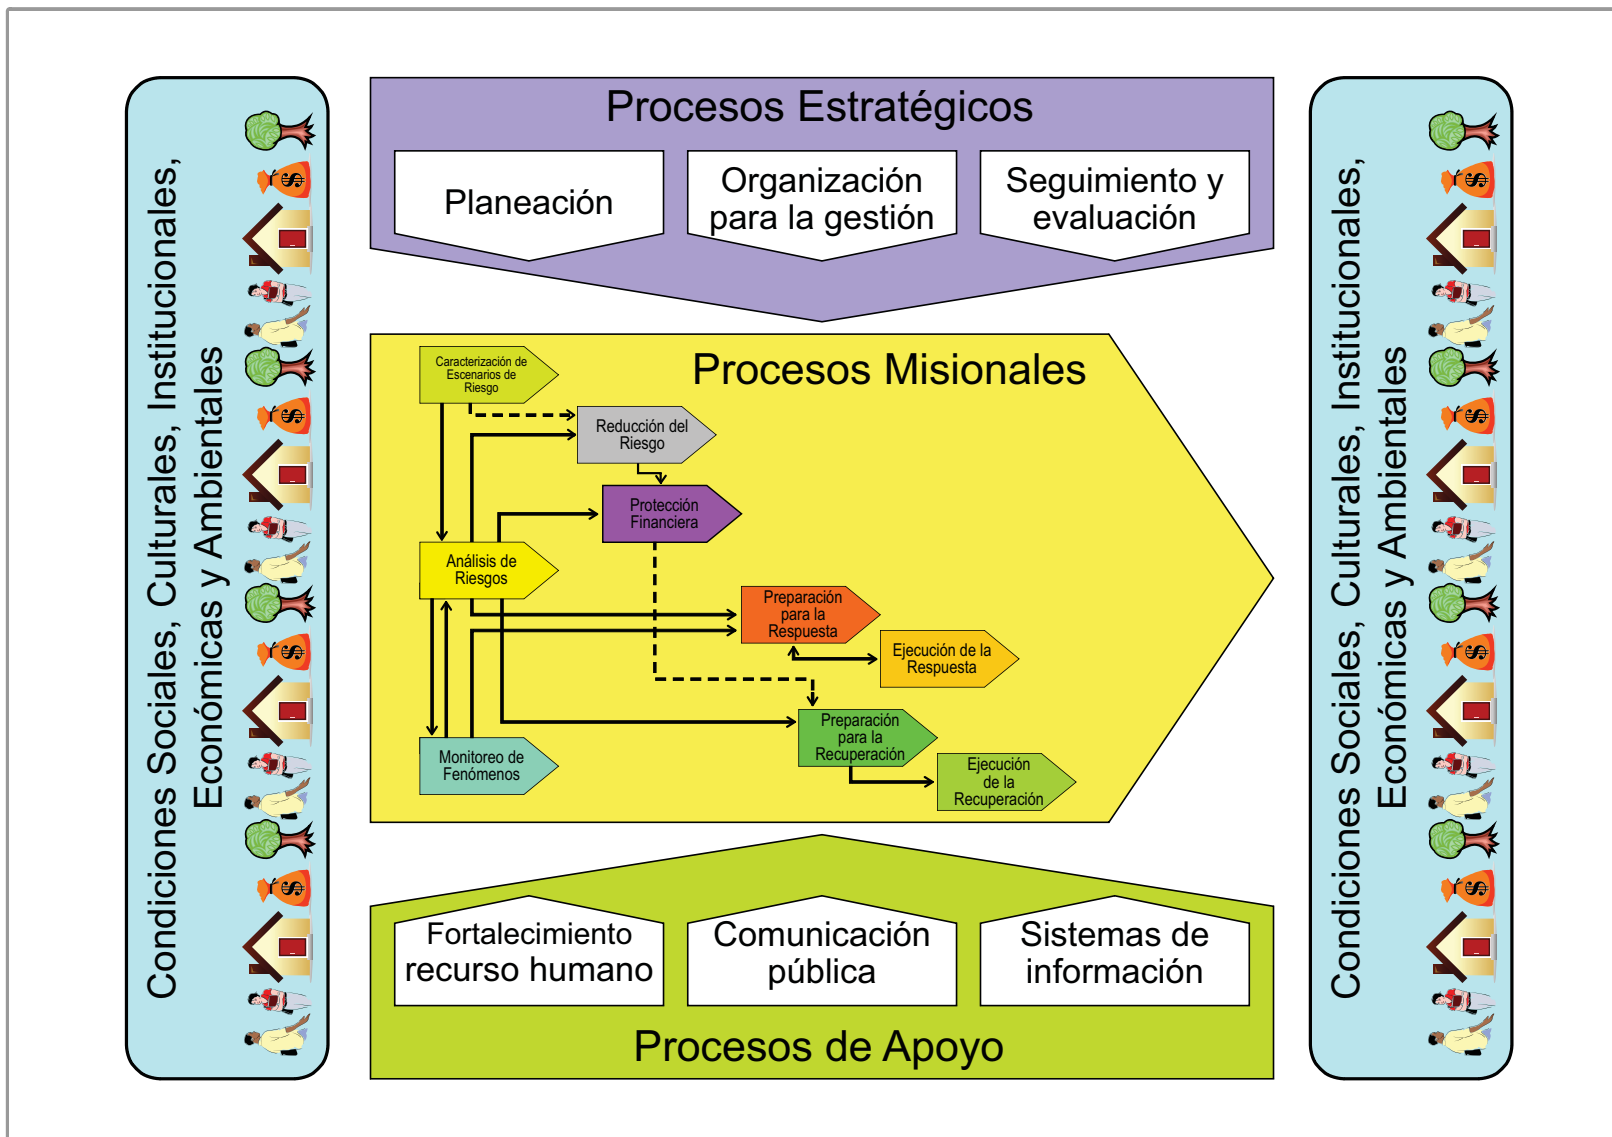 Condiciones Sociales, Culturales, Institucionales,
Económicas y Ambientales
Procesos Estratégicos
Planeación
Organización
para la gestión
Seguimiento y
evaluación
Procesos Misionales
Caracterización de
Escenarios de
Riesgo
Reducción del
Riesgo
Protección
Financiera
Análisis de
Riesgos
Preparación
para la
Respuesta
Ejecución de la
Respuesta
Preparación
para la
Recuperación
Monitoreo de
Fenómenos
Ejecución
de la
Recuperación
Fortalecimiento
recurso humano
Comunicación
pública
Sistemas de
información
Procesos de Apoyo
Condiciones Sociales, Culturales, Institucionales,
Económicas y Ambientales